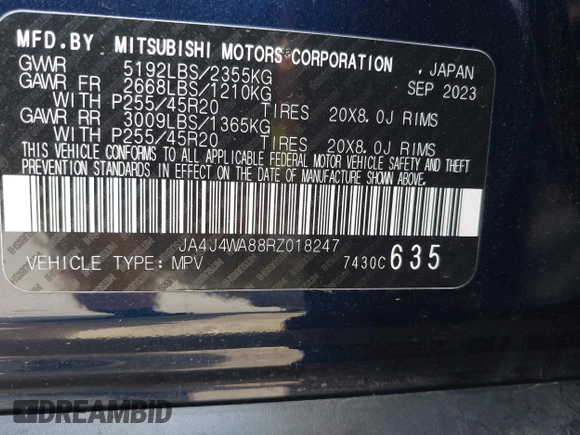 MFD.BY MITSUBISHI MOTORS CORPORATION , JAPAN
GVWR 5192LBS/2355KG SEP 2023
GAWR FR 2668LBS/1210KG
WITH P255/45R20 TIRES 20X8.0J RIMS
GAWR RR 3009LBS/1365KG
WITH P255/45R20 TIRES 20X8.0J RIMS
THIS VEHICLE CONFORMS TO ALL APPLICABLE FEDERAL MOTOR VEHICLE SAFETY AND THEFT
PREVENTION STANDARDS IN EFFECT ON THE DATE OF MANUFACTURE SHOWN ABOVE.
JA4J4WA88RZ018247
VEHICLE TYPE: MPV 7430C 635
DREAMBID